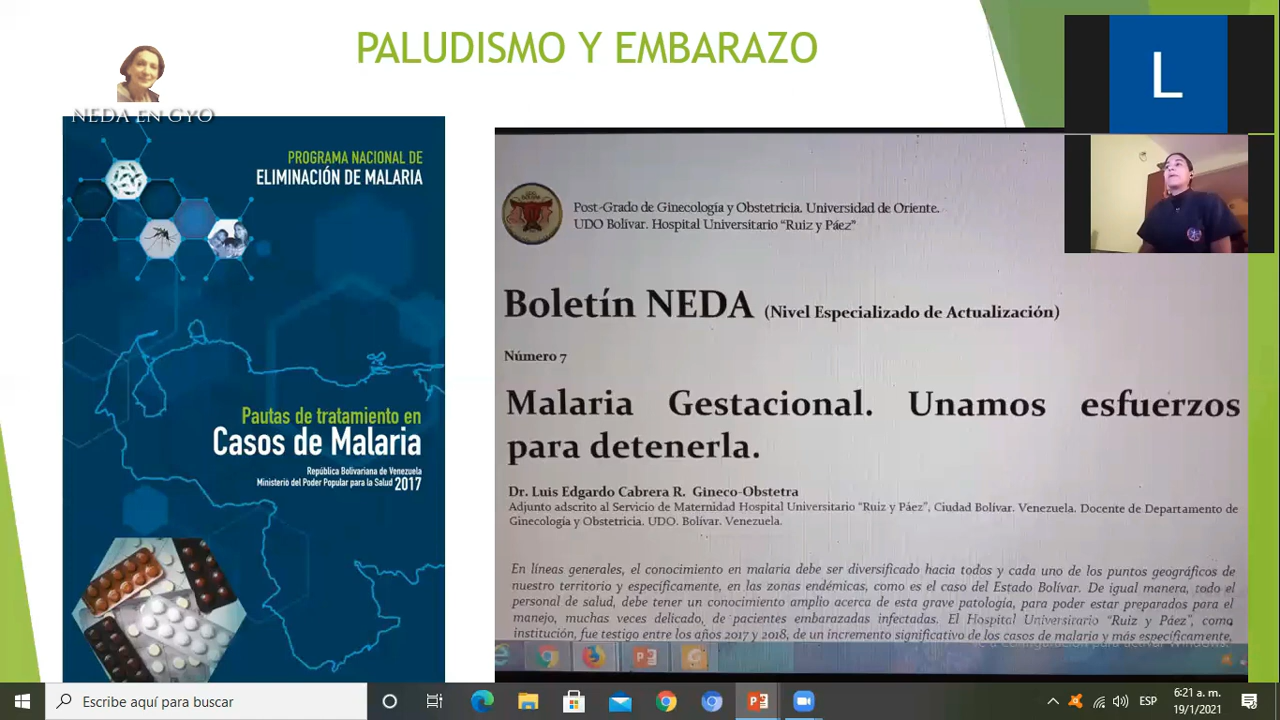 PALUDISMO Y EMBARAZO
NEDA EN GYO
PROGRAMA NACIONAL DE
ELIMINACIÓN DE MALARIA
Pautas de tratamiento en
Casos de Malaria
República Bolivariana de Venezuela
Ministerio del Poder Popular para la Salud 2017
Post-Grado de Ginecología y Obstetricia. Universidad de Oriente.
UDO Bolívar. Hospital Universitario “Ruiz y Páez”
Boletín NEDA (Nivel Especializado de Actualización)
Número 7
Malaria Gestacional. Unamos esfuerzos
para detenerla.
Dr. Luis Edgardo Cabrera R. Gineco-Obstetra
Adjunto adscrito al Servicio de Maternidad Hospital Universitario “Ruiz y Páez”, Ciudad Bolívar. Venezuela. Docente de Departamento de
Ginecología y Obstetricia. UDO. Bolívar. Venezuela.
En líneas generales, el conocimiento en malaria debe ser diversificado hacia todos y cada uno de los puntos geográficos de
nuestro territorio y específicamente, en las zonas endémicas, como es el caso del Estado Bolívar. De igual manera, todo el
personal de salud, debe tener un conocimiento amplio acerca de esta grave patología, para poder estar preparados para el
manejo, muchas veces delicado, de pacientes embarazadas infectadas. El Hospital Universitario “Ruiz y Páez”, como
institución, fue testigo entre los años 2017 y 2018, de un incremento significativo de los casos de malaria y más específicamente,
L
Escribe aquí para buscar
ESP
6:21 a. m.
19/1/2021